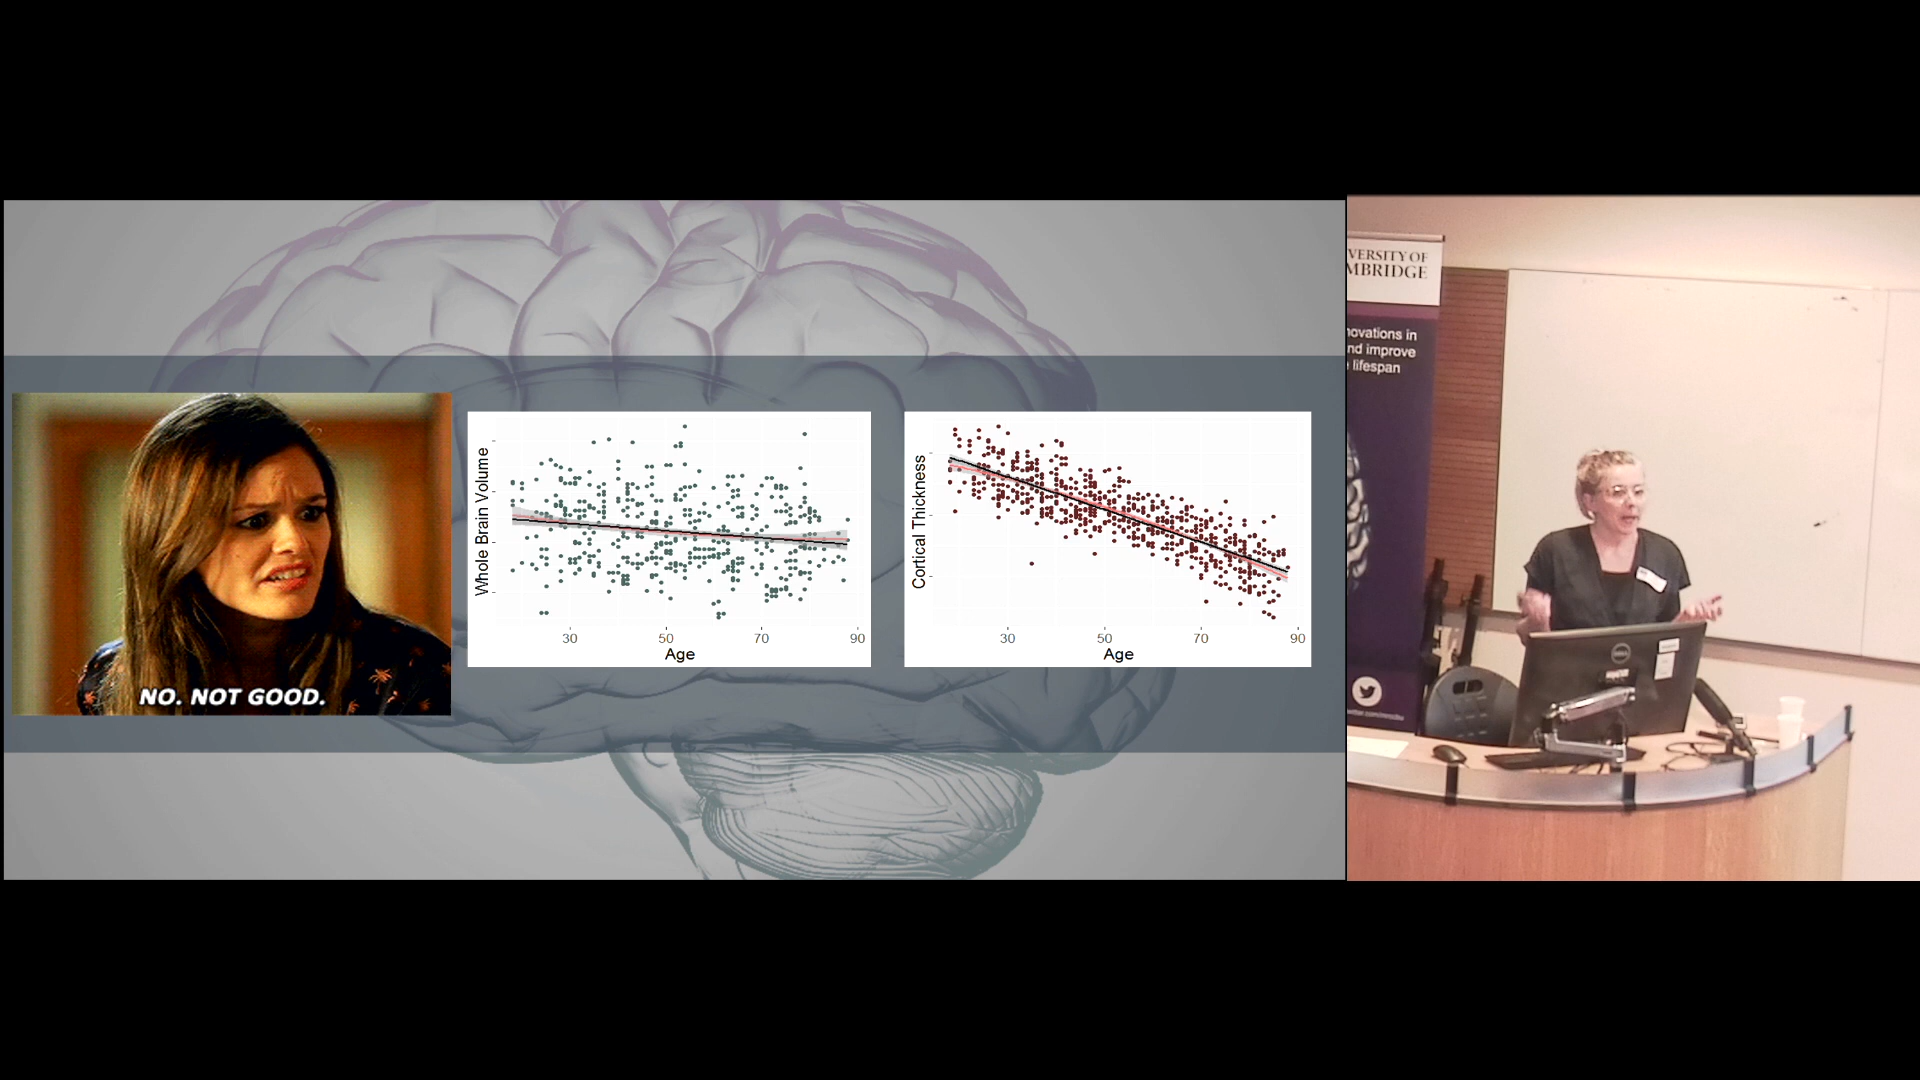 NO. NOT GOOD.
Whole Brain Volume
30 50 70 90
Age
Cortical Thickness
30 50 70 90
Age
VERSITY OF
MBRIDGE
novations in
nd improve
lifespan
DELL